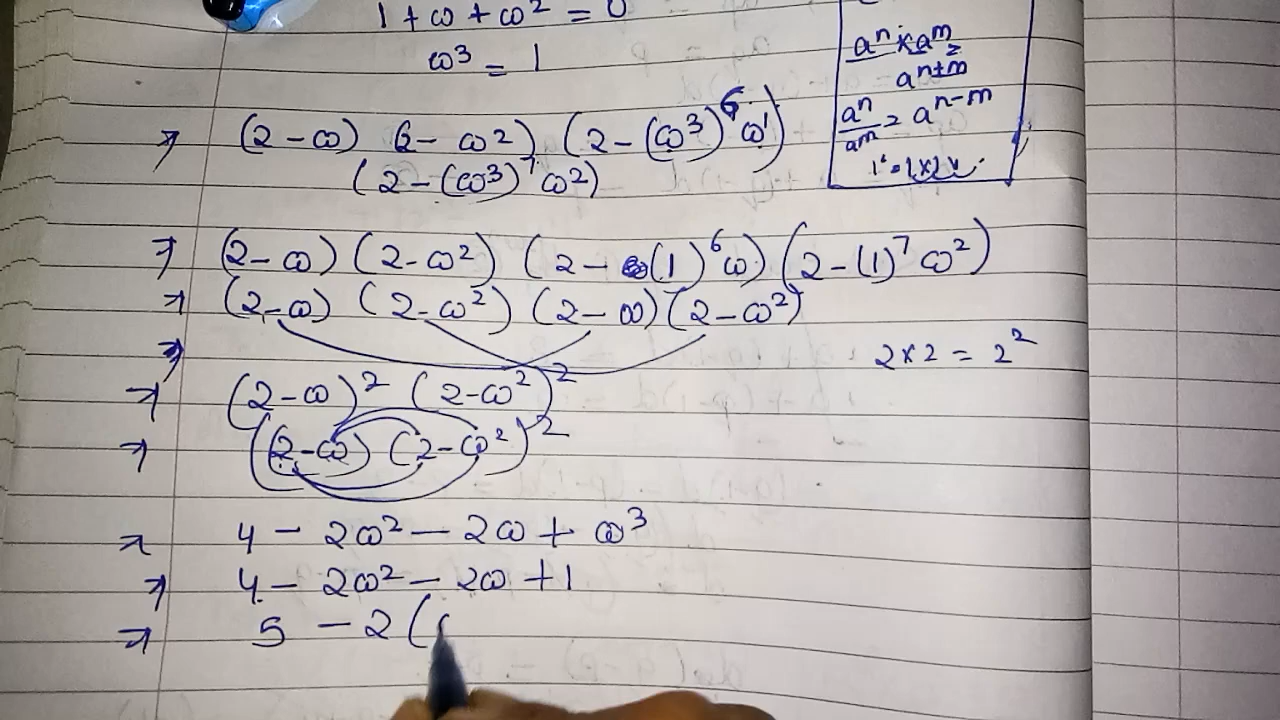 1 + ω + ω² = 0
ω³ = 1
aⁿ × aᵐ =
aⁿ⁺ᵐ
aⁿ/aᵐ = aⁿ⁻ᵐ
⇒ (2 - ω) (2 - ω²) (2 - (ω³)⁶ ω¹)
(2 - (ω³)⁷ ω²)
⇒ (2 - ω) (2 - ω²) (2 - (1)⁶ ω) (2 - (1)⁷ ω²)
⇒ (2 - ω) (2 - ω²) (2 - ω) (2 - ω²)
⇒
2 × 2 = 2²
⇒ (2 - ω)² (2 - ω²)²
⇒ ((2 - ω) (2 - ω²))²
⇒ 4 - 2ω² - 2ω + ω³
⇒ 4 - 2ω² - 2ω + 1
⇒ 5 - 2 (